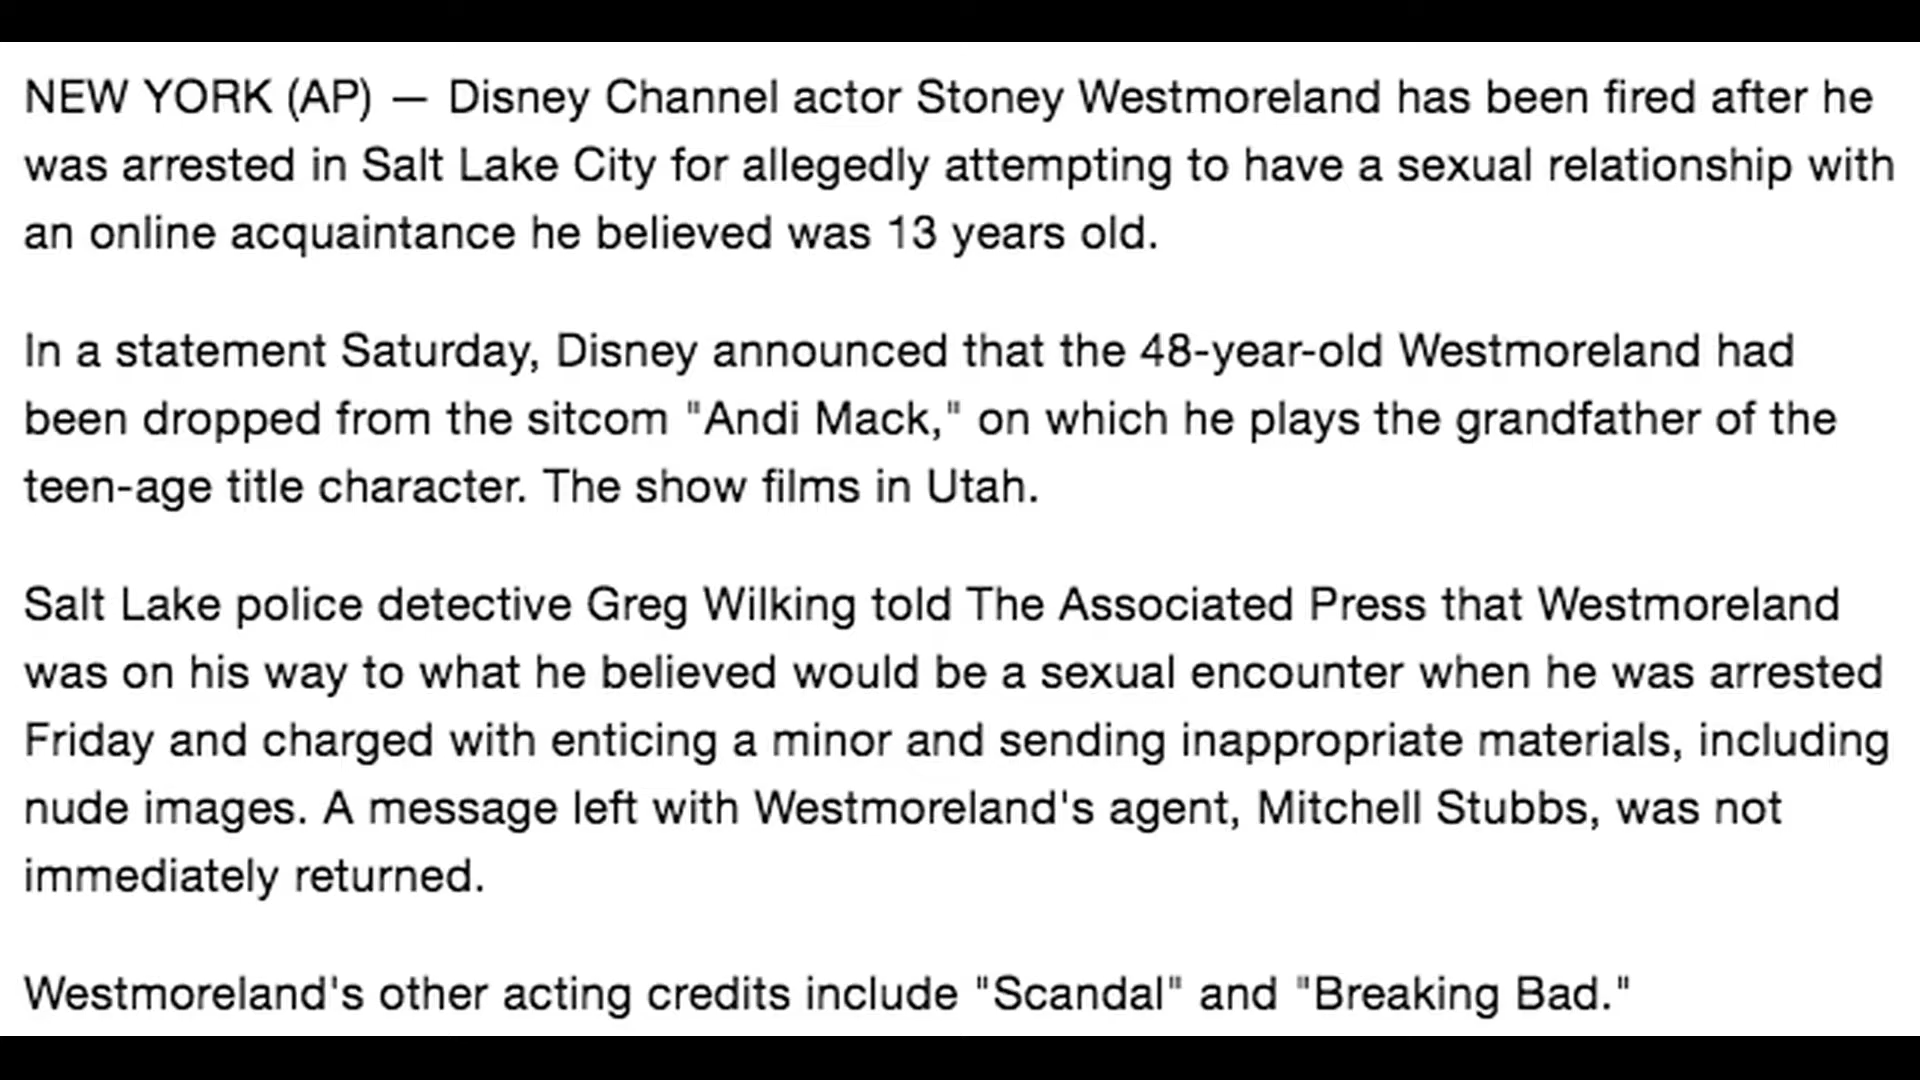 NEW YORK (AP) — Disney Channel actor Stoney Westmoreland has been fired after he
was arrested in Salt Lake City for allegedly attempting to have a sexual relationship with
an online acquaintance he believed was 13 years old.
In a statement Saturday, Disney announced that the 48-year-old Westmoreland had
been dropped from the sitcom "Andi Mack," on which he plays the grandfather of the
teen-age title character. The show films in Utah.
Salt Lake police detective Greg Wilking told The Associated Press that Westmoreland
was on his way to what he believed would be a sexual encounter when he was arrested
Friday and charged with enticing a minor and sending inappropriate materials, including
nude images. A message left with Westmoreland's agent, Mitchell Stubbs, was not
immediately returned.
Westmoreland's other acting credits include "Scandal" and "Breaking Bad."